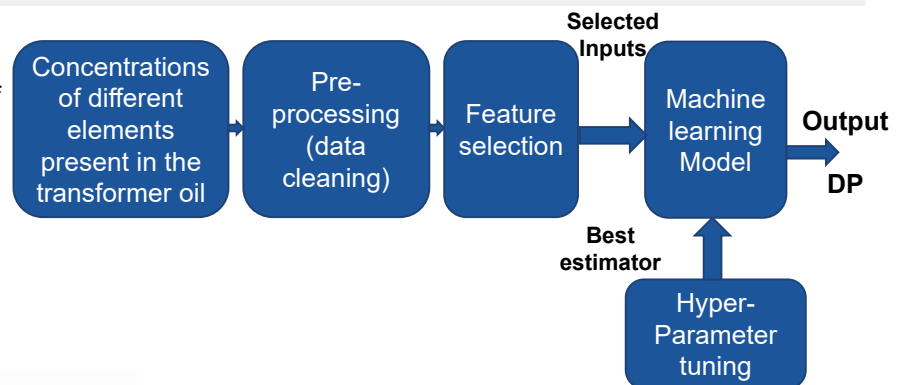 Concentrations
of different
elements
present in the
transformer oil
Pre-
processing
(data
cleaning)
Feature
selection
Selected
Inputs
Machine
learning
Model
Output
DP
Best
estimator
Hyper-
Parameter
tuning